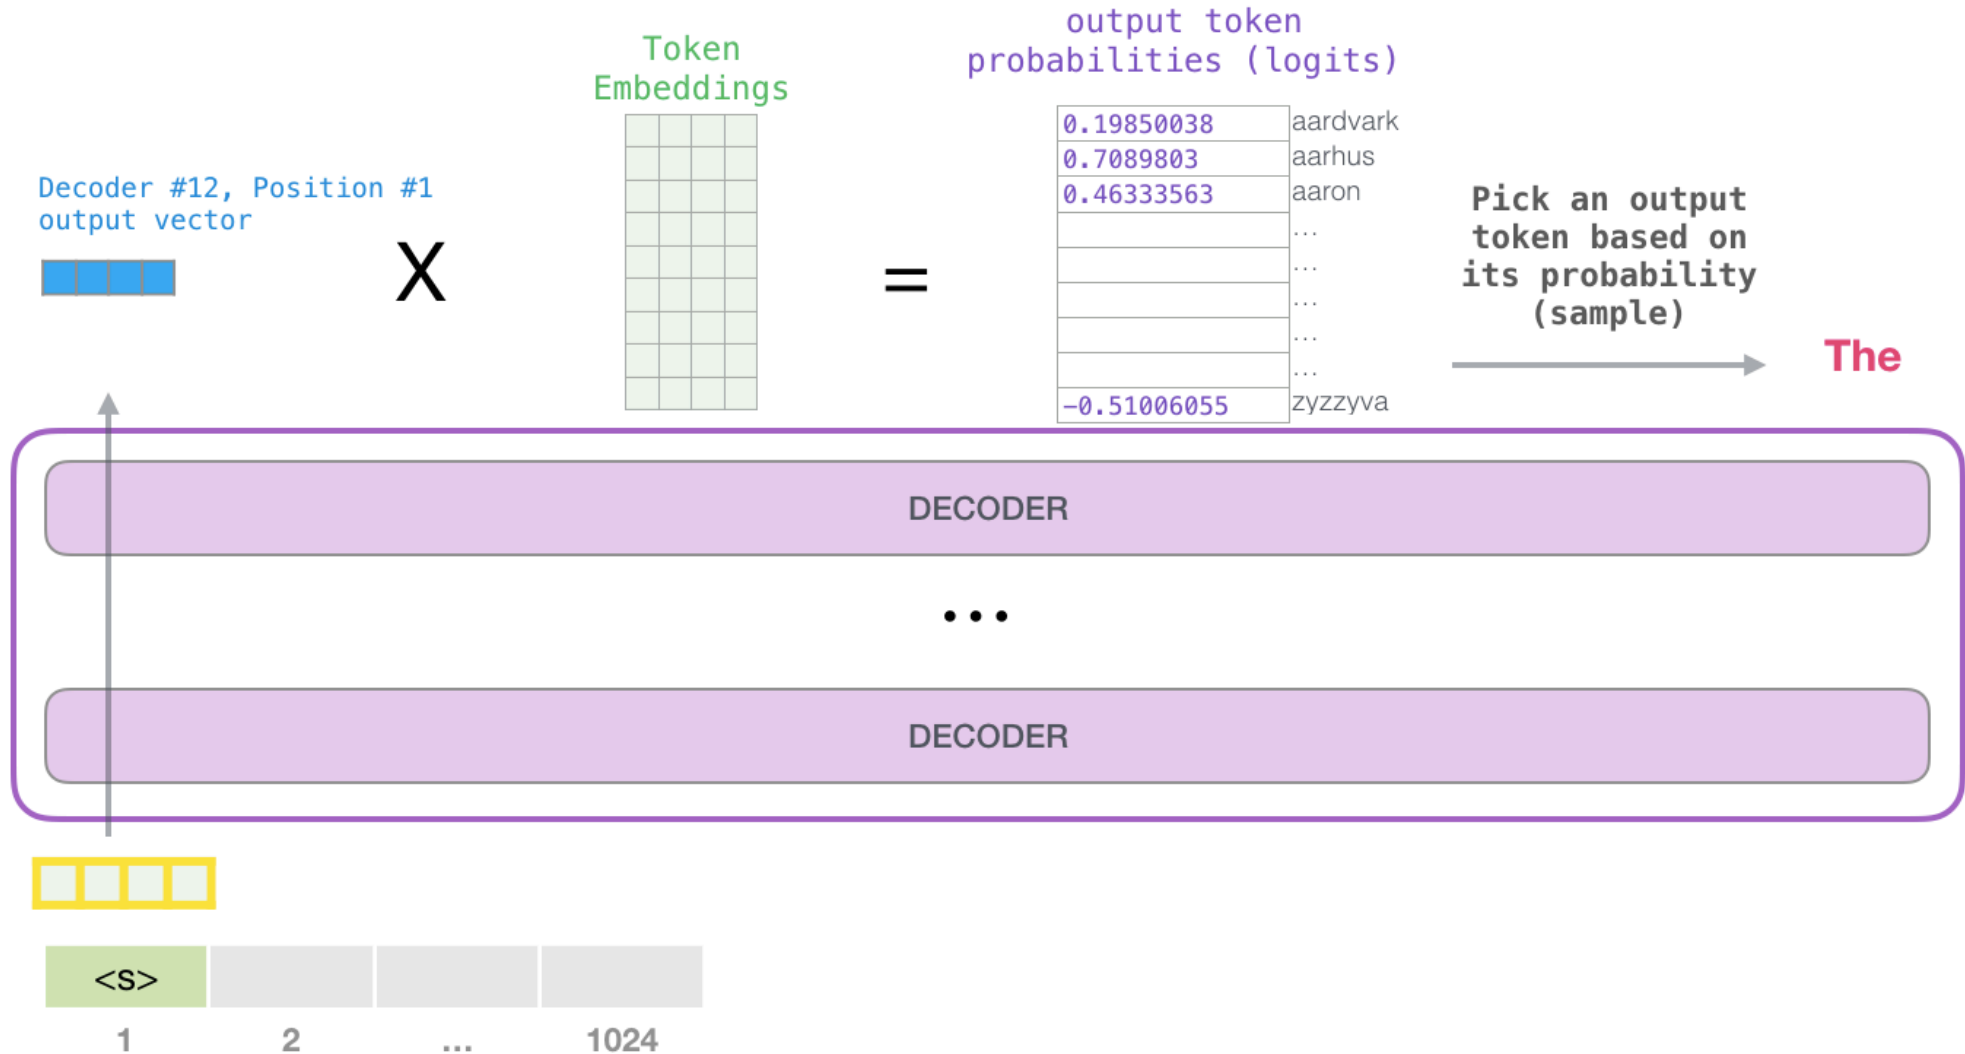 output token
probabilities (logits)
Token
Embeddings
Decoder #12, Position #1
output vector
X
=
0.19850038 aardvark
0.7089803 aarhus
0.46333563 aaron
...
...
...
...
...
-0.51006055 zyzzyva
Pick an output
token based on
its probability
(sample)
The
DECODER
...
DECODER
<s>
1 2 ... 1024